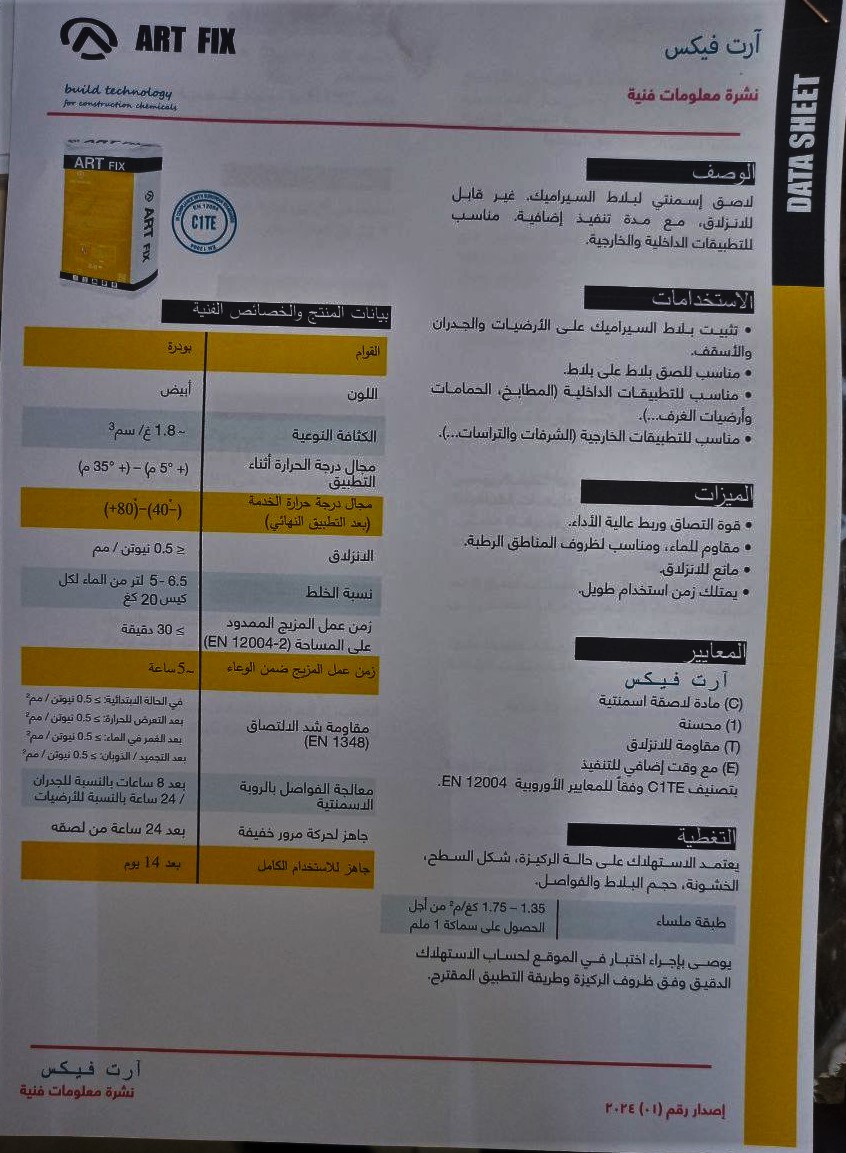 ART FIX
build technology
for construction chemicals
آرت فيكس
نشرة معلومات فنية
DATA SHEET
ART FIX
ART FIX
EN 12004
C1TE
EN 12004
الوصف
لاصق إسمنتي لبلاط السيراميك. غير قابل
للانزلاق، مع مدة تنفيذ إضافية. مناسب
للتطبيقات الداخلية والخارجية.
الاستخدامات
• تثبيت بلاط السيراميك على الأرضيات والجدران
والأسقف.
• مناسب للصق بلاط على بلاط.
• مناسب للتطبيقات الداخلية (المطابخ، الحمامات
وأرضيات الغرف...).
• مناسب للتطبيقات الخارجية (الشرفات والتراسات...).
الميزات
• قوة التصاق وربط عالية الأداء.
• مقاوم للماء، ومناسب لظروف المناطق الرطبة.
• مانع للانزلاق.
• يمتلك زمن استخدام طويل.
المعايير
آرت فيكس
(C) مادة لاصقة اسمنتية
(1) محسنة
(T) مقاومة للانزلاق
(E) مع وقت إضافي للتنفيذ
بتصنيف C1TE وفقاً للمعايير الأوروبية EN 12004.
التغطية
يعتمد الاستهلاك على حالة الركيزة، شكل السطح،
الخشونة، حجم البلاط والفواصل.
طبقة ملساء
1.35 – 1.75 كغ/م² من أجل
الحصول على سماكة 1 ملم
يوصى بإجراء اختبار في الموقع لحساب الاستهلاك
الدقيق وفق ظروف الركيزة وطريقة التطبيق المقترح.
بيانات المنتج والخصائص الفنية
القوام بودرة
اللون أبيض
الكثافة النوعية ~ 1.8 غ/ سم³
مجال درجة الحرارة أثناء
التطبيق
(+ 5° م) – (+ 35° م)
مجال درجة حرارة الخدمة
(بعد التطبيق النهائي)
(-40°)–(+80°)
الانزلاق ≤ 0.5 نيوتن / مم
نسبة الخلط
5 - 6.5 لتر من الماء لكل
كيس 20 كغ
زمن عمل المزيج الممدود
على المساحة (EN 12004-2)
≥ 30 دقيقة
زمن عمل المزيج ضمن الوعاء ~5 ساعة
مقاومة شد الالتصاق
(EN 1348)
في الحالة الابتدائية: ≥ 0.5 نيوتن / مم²
بعد التعرض للحرارة: ≥ 0.5 نيوتن / مم²
بعد الغمر في الماء: ≥ 0.5 نيوتن / مم²
بعد التجميد / الذوبان: ≥ 0.5 نيوتن / مم²
معالجة الفواصل بالروبة
الاسمنتية
بعد 8 ساعات بالنسبة للجدران
/ 24 ساعة بالنسبة للأرضيات
جاهز لحركة مرور خفيفة بعد 24 ساعة من لصقه
جاهز للاستخدام الكامل بعد 14 يوم
آرت فيكس
نشرة معلومات فنية
إصدار رقم (٠١) ٢٠٢٤